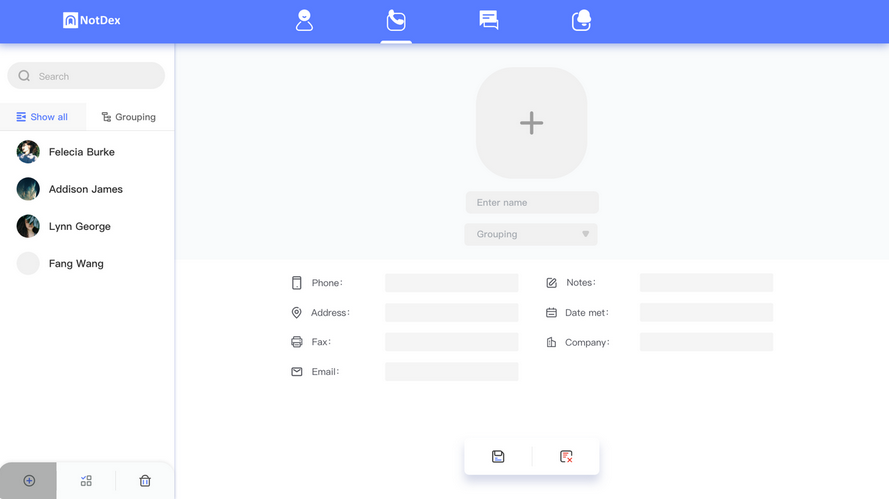 NotDex
Search
Show all
Grouping
Felecia Burke
Addison James
Lynn George
Fang Wang
Enter name
Grouping
Phone:
Notes:
Address:
Date met:
Fax:
Company:
Email: